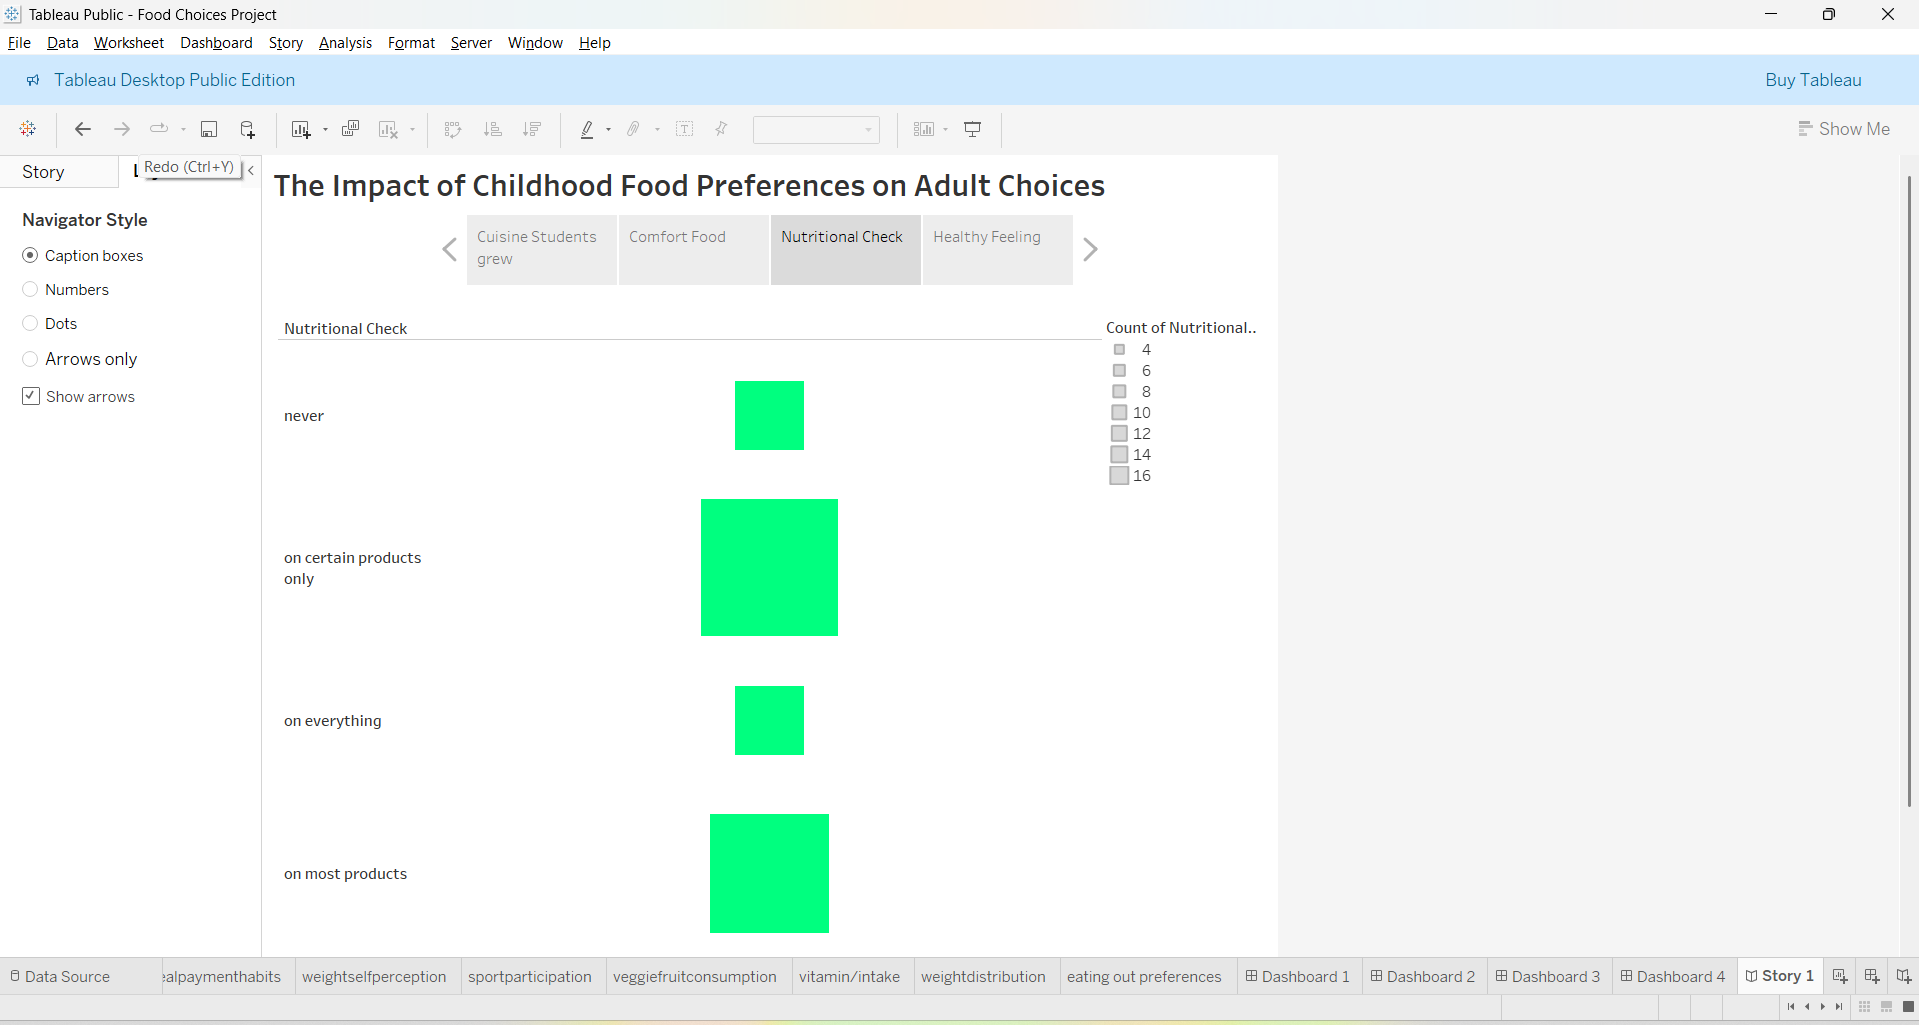 Tableau Public - Food Choices Project
File Data Worksheet Dashboard Story Analysis Format Server Window Help
Tableau Desktop Public Edition
Buy Tableau
Show Me
Story
Redo (Ctrl+Y)
Navigator Style
Caption boxes
Numbers
Dots
Arrows only
Show arrows
The Impact of Childhood Food Preferences on Adult Choices
Cuisine Students
grew
Comfort Food
Nutritional Check
Healthy Feeling
Nutritional Check
never
on certain products
only
on everything
on most products
Count of Nutritional..
4
6
8
10
12
14
16
Data Source
ealpaymenthabits
weightselfperception
sportparticipation
veggiefruitconsumption
vitamin/intake
weightdistribution
eating out preferences
Dashboard 1
Dashboard 2
Dashboard 3
Dashboard 4
Story 1